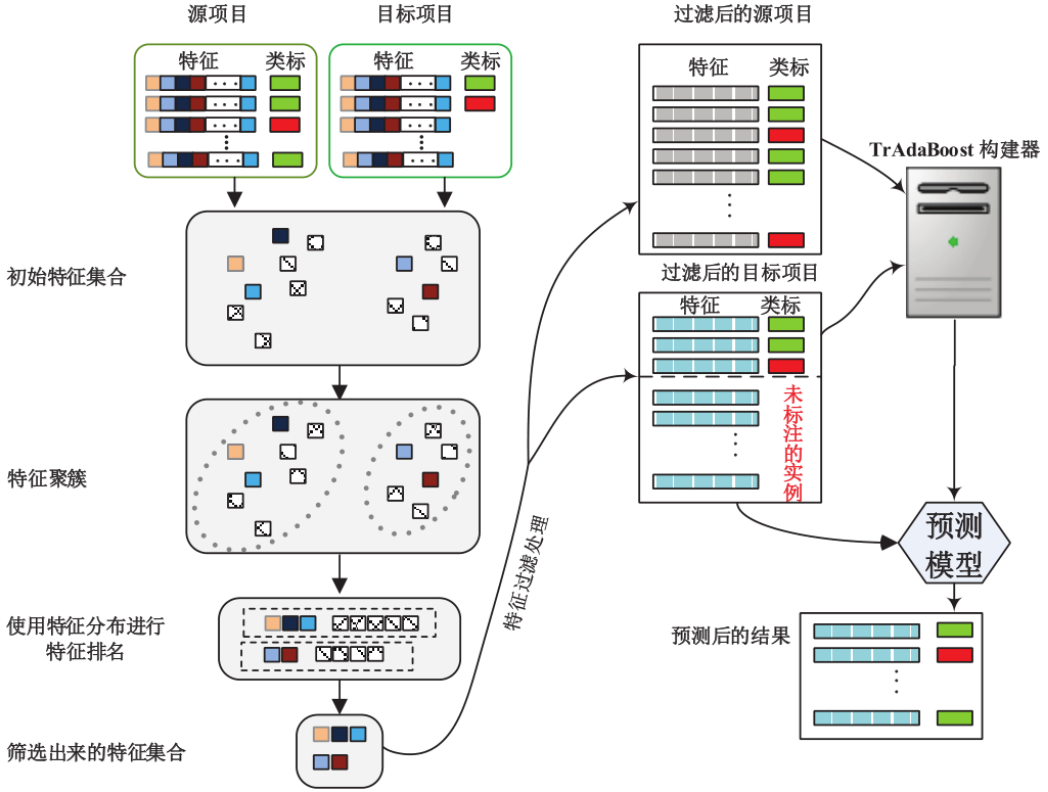 源项目
目标项目
特征 类标
特征 类标
初始特征集合
特征聚簇
使用特征分布进行
特征排名
筛选出来的特征集合
特征过滤处理
过滤后的源项目
特征 类标
过滤后的目标项目
特征 类标
未标注的实例
TrAdaBoost 构建器
预测
模型
预测后的结果